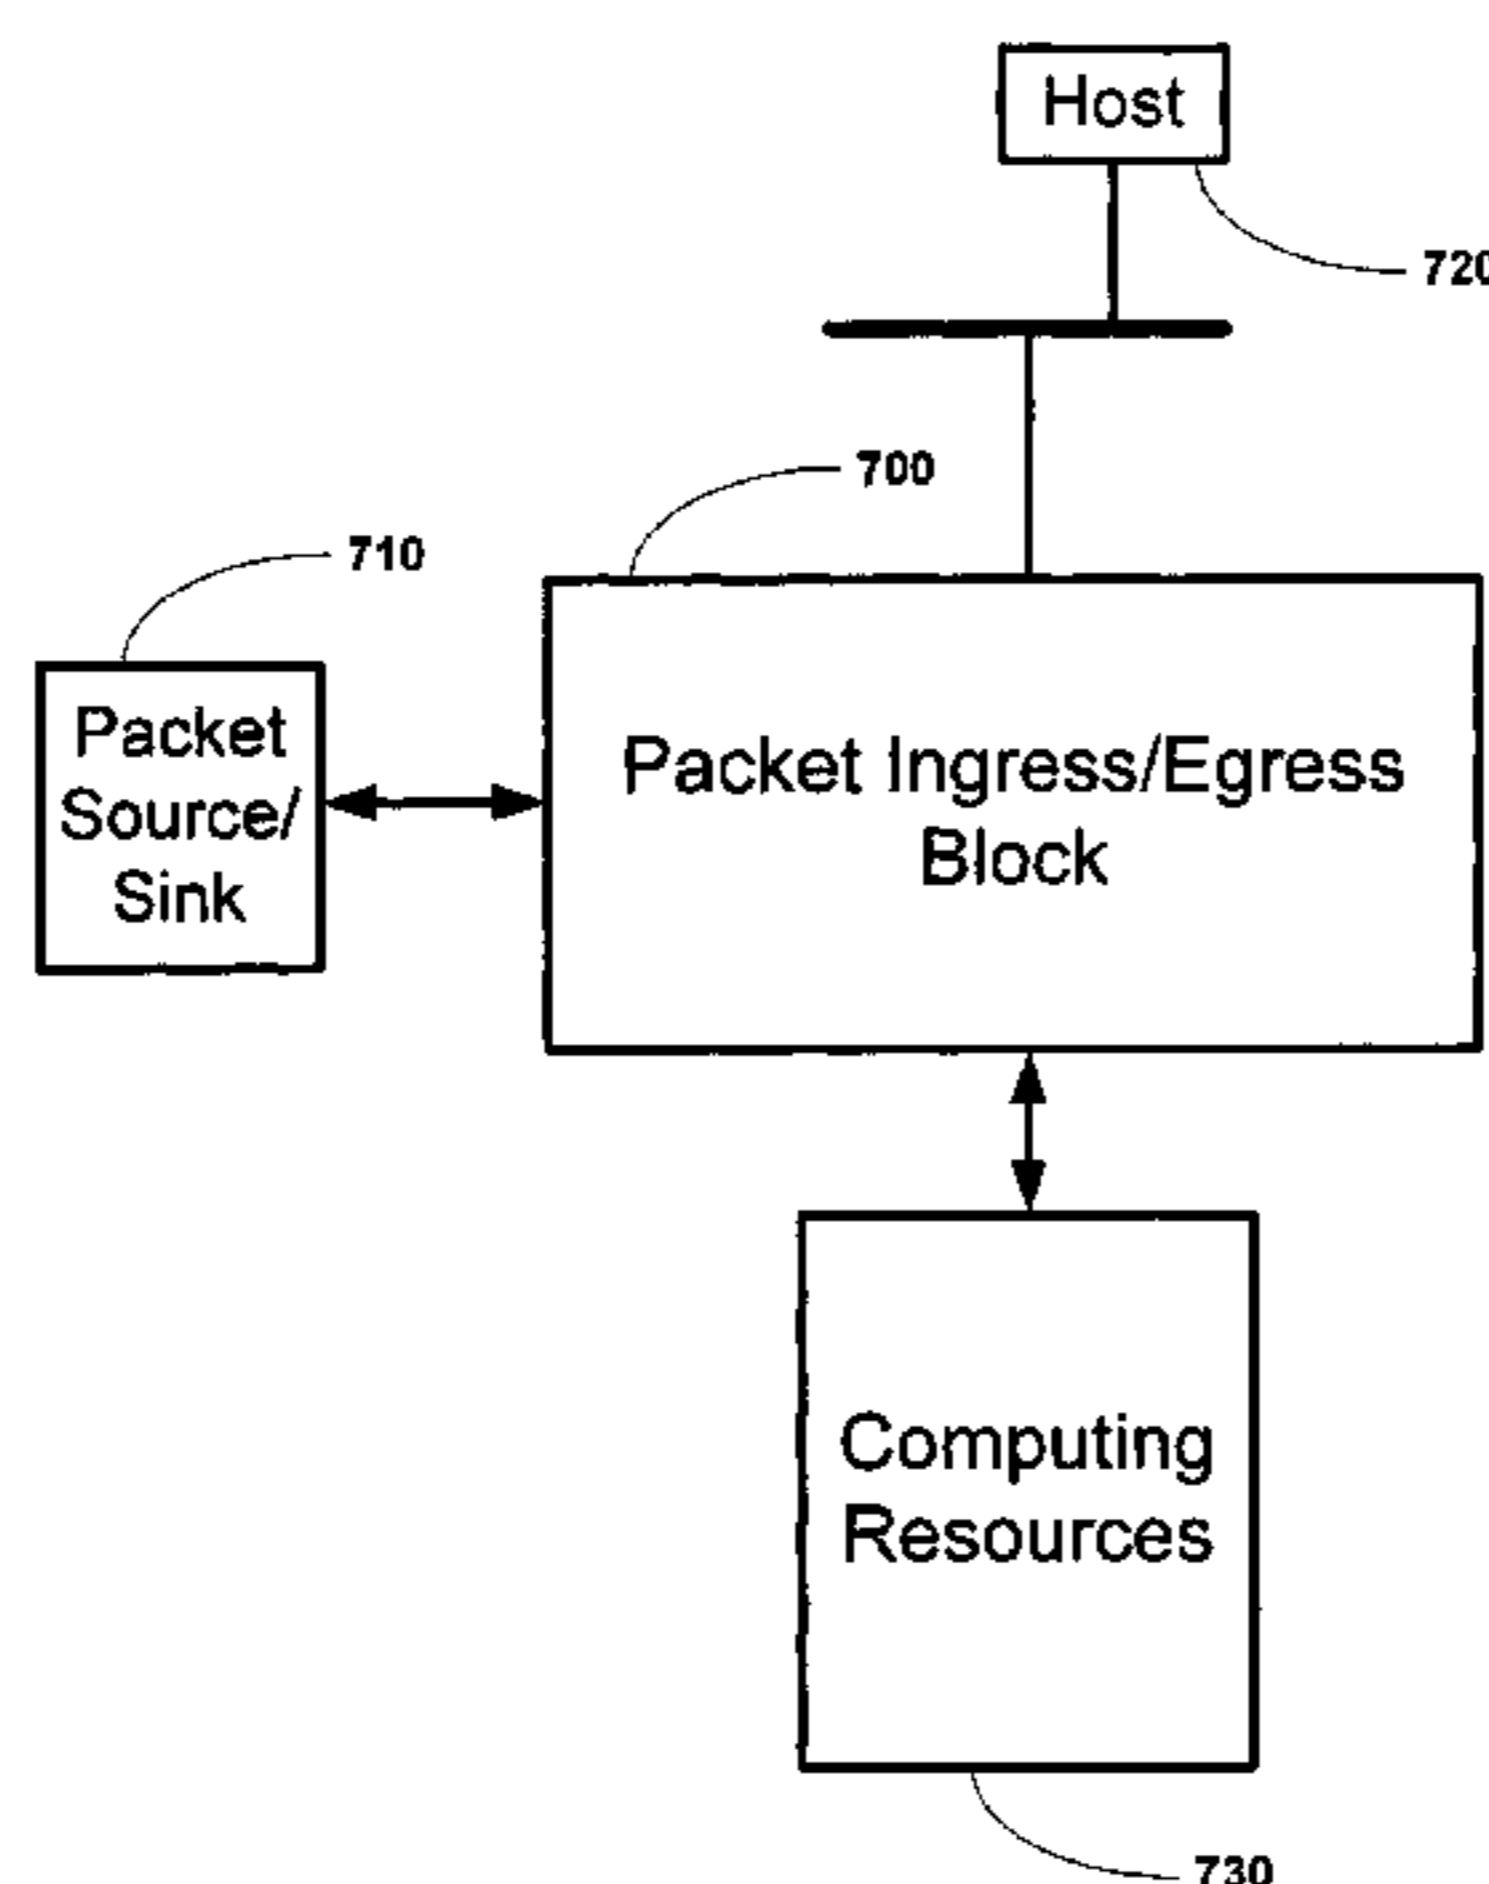 Host
720
700
710
Packet
Source/
Sink
Packet Ingress/Egress
Block
Computing
Resources
730